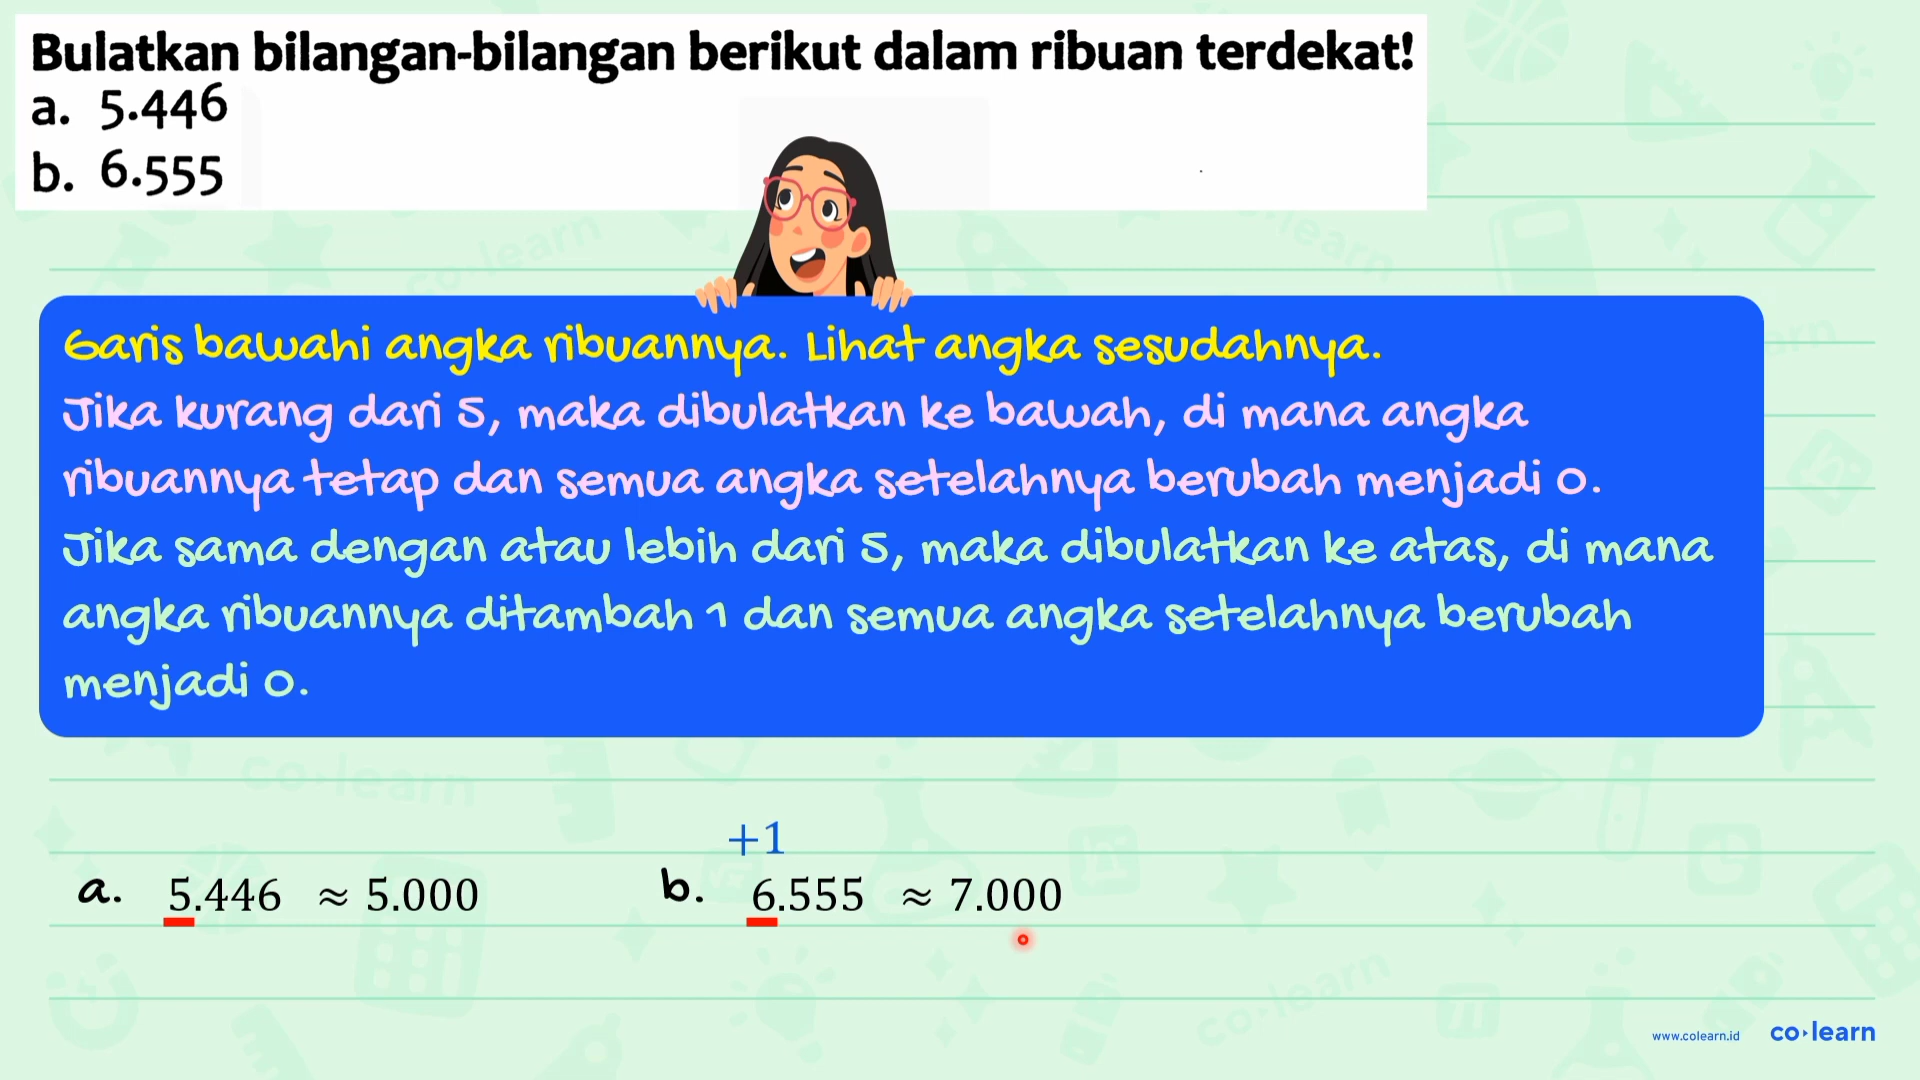 Bulatkan bilangan-bilangan berikut dalam ribuan terdekat!
a. 5.446
b. 6.555
Garis bawahi angka ribuannya. Lihat angka sesudahnya.
Jika kurang dari 5, maka dibulatkan ke bawah, di mana angka
ribuannya tetap dan semua angka setelahnya berubah menjadi 0.
Jika sama dengan atau lebih dari 5, maka dibulatkan ke atas, di mana
angka ribuannya ditambah 1 dan semua angka setelahnya berubah
menjadi 0.
+1
a. 5.446 ≈ 5.000 b. 6.555 ≈ 7.000
www.colearn.id co·learn